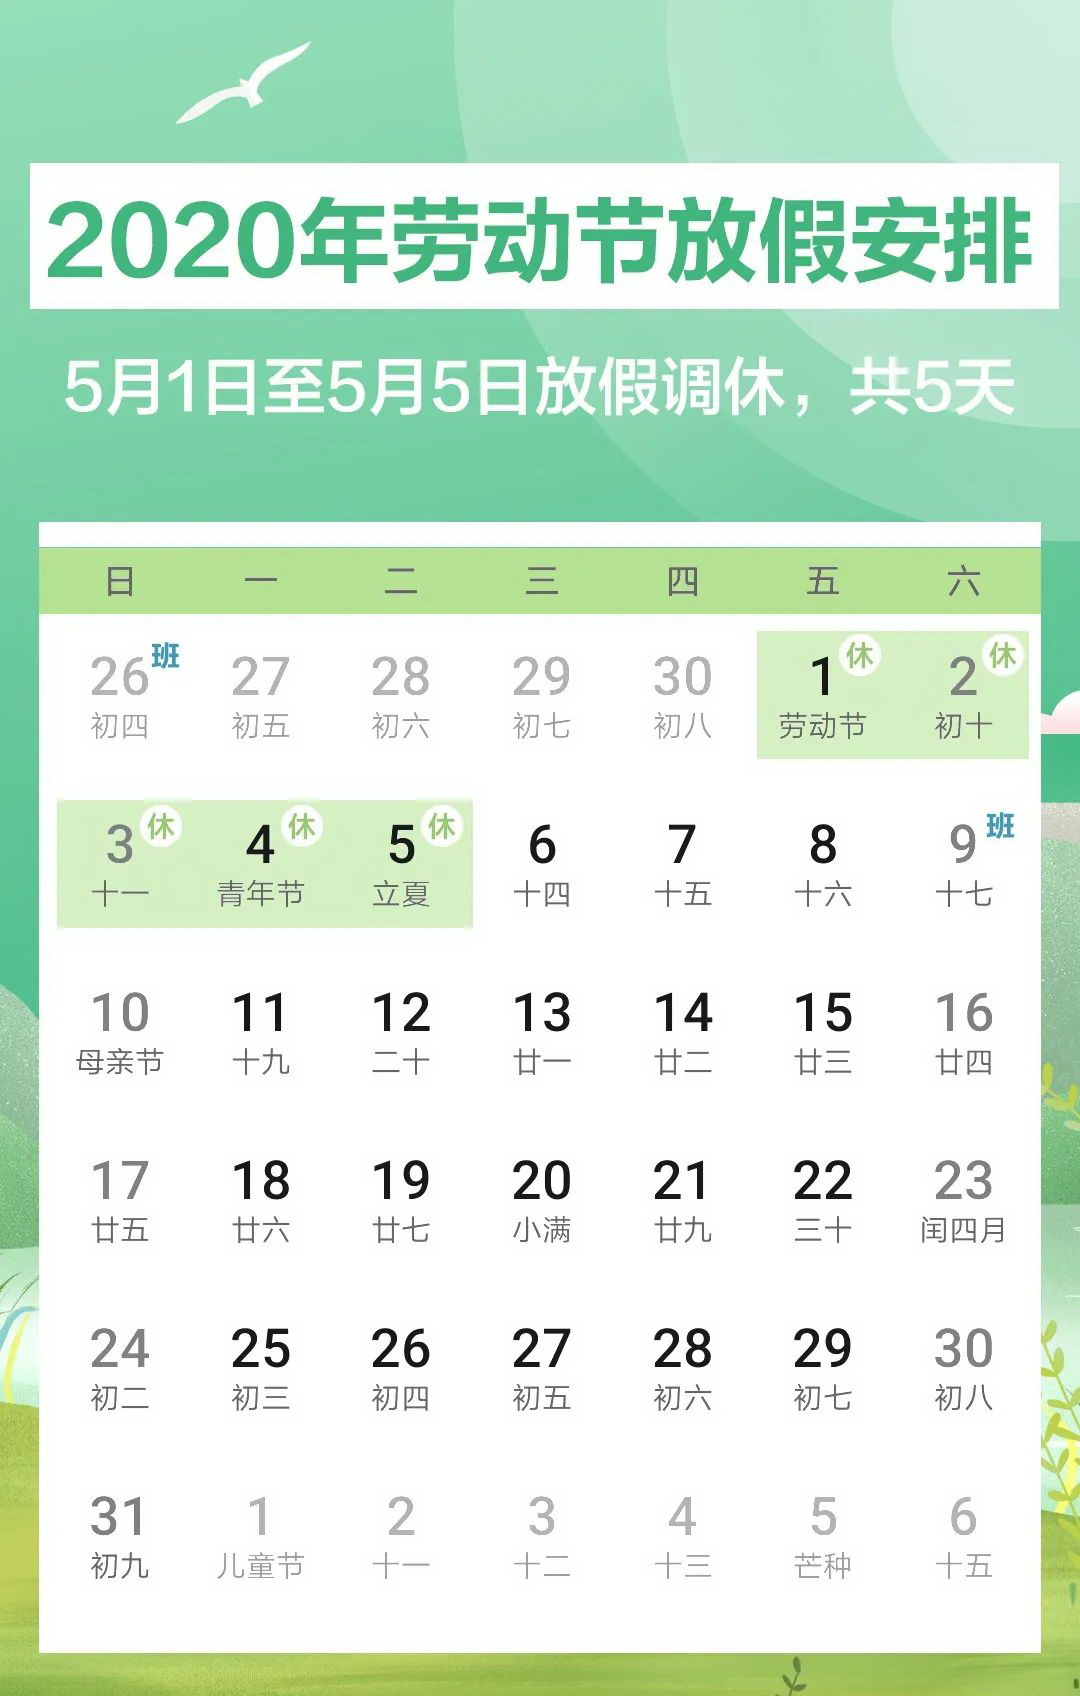 2020年劳动节放假安排
5月1日至5月5日放假调休，共5天
日 一 二 三 四 五 六
26 班 27 28 29 30 1 休 2 休
初四 初五 初六 初七 初八 劳动节 初十
3 休 4 休 5 休 6 7 8 9 班
十一 青年节 立夏 十四 十五 十六 十七
10 11 12 13 14 15 16
母亲节 十九 二十 廿一 廿二 廿三 廿四
17 18 19 20 21 22 23
廿五 廿六 廿七 小满 廿九 三十 闰四月
24 25 26 27 28 29 30
初二 初三 初四 初五 初六 初七 初八
31 1 2 3 4 5 6
初九 儿童节 十一 十二 十三 芒种 十五